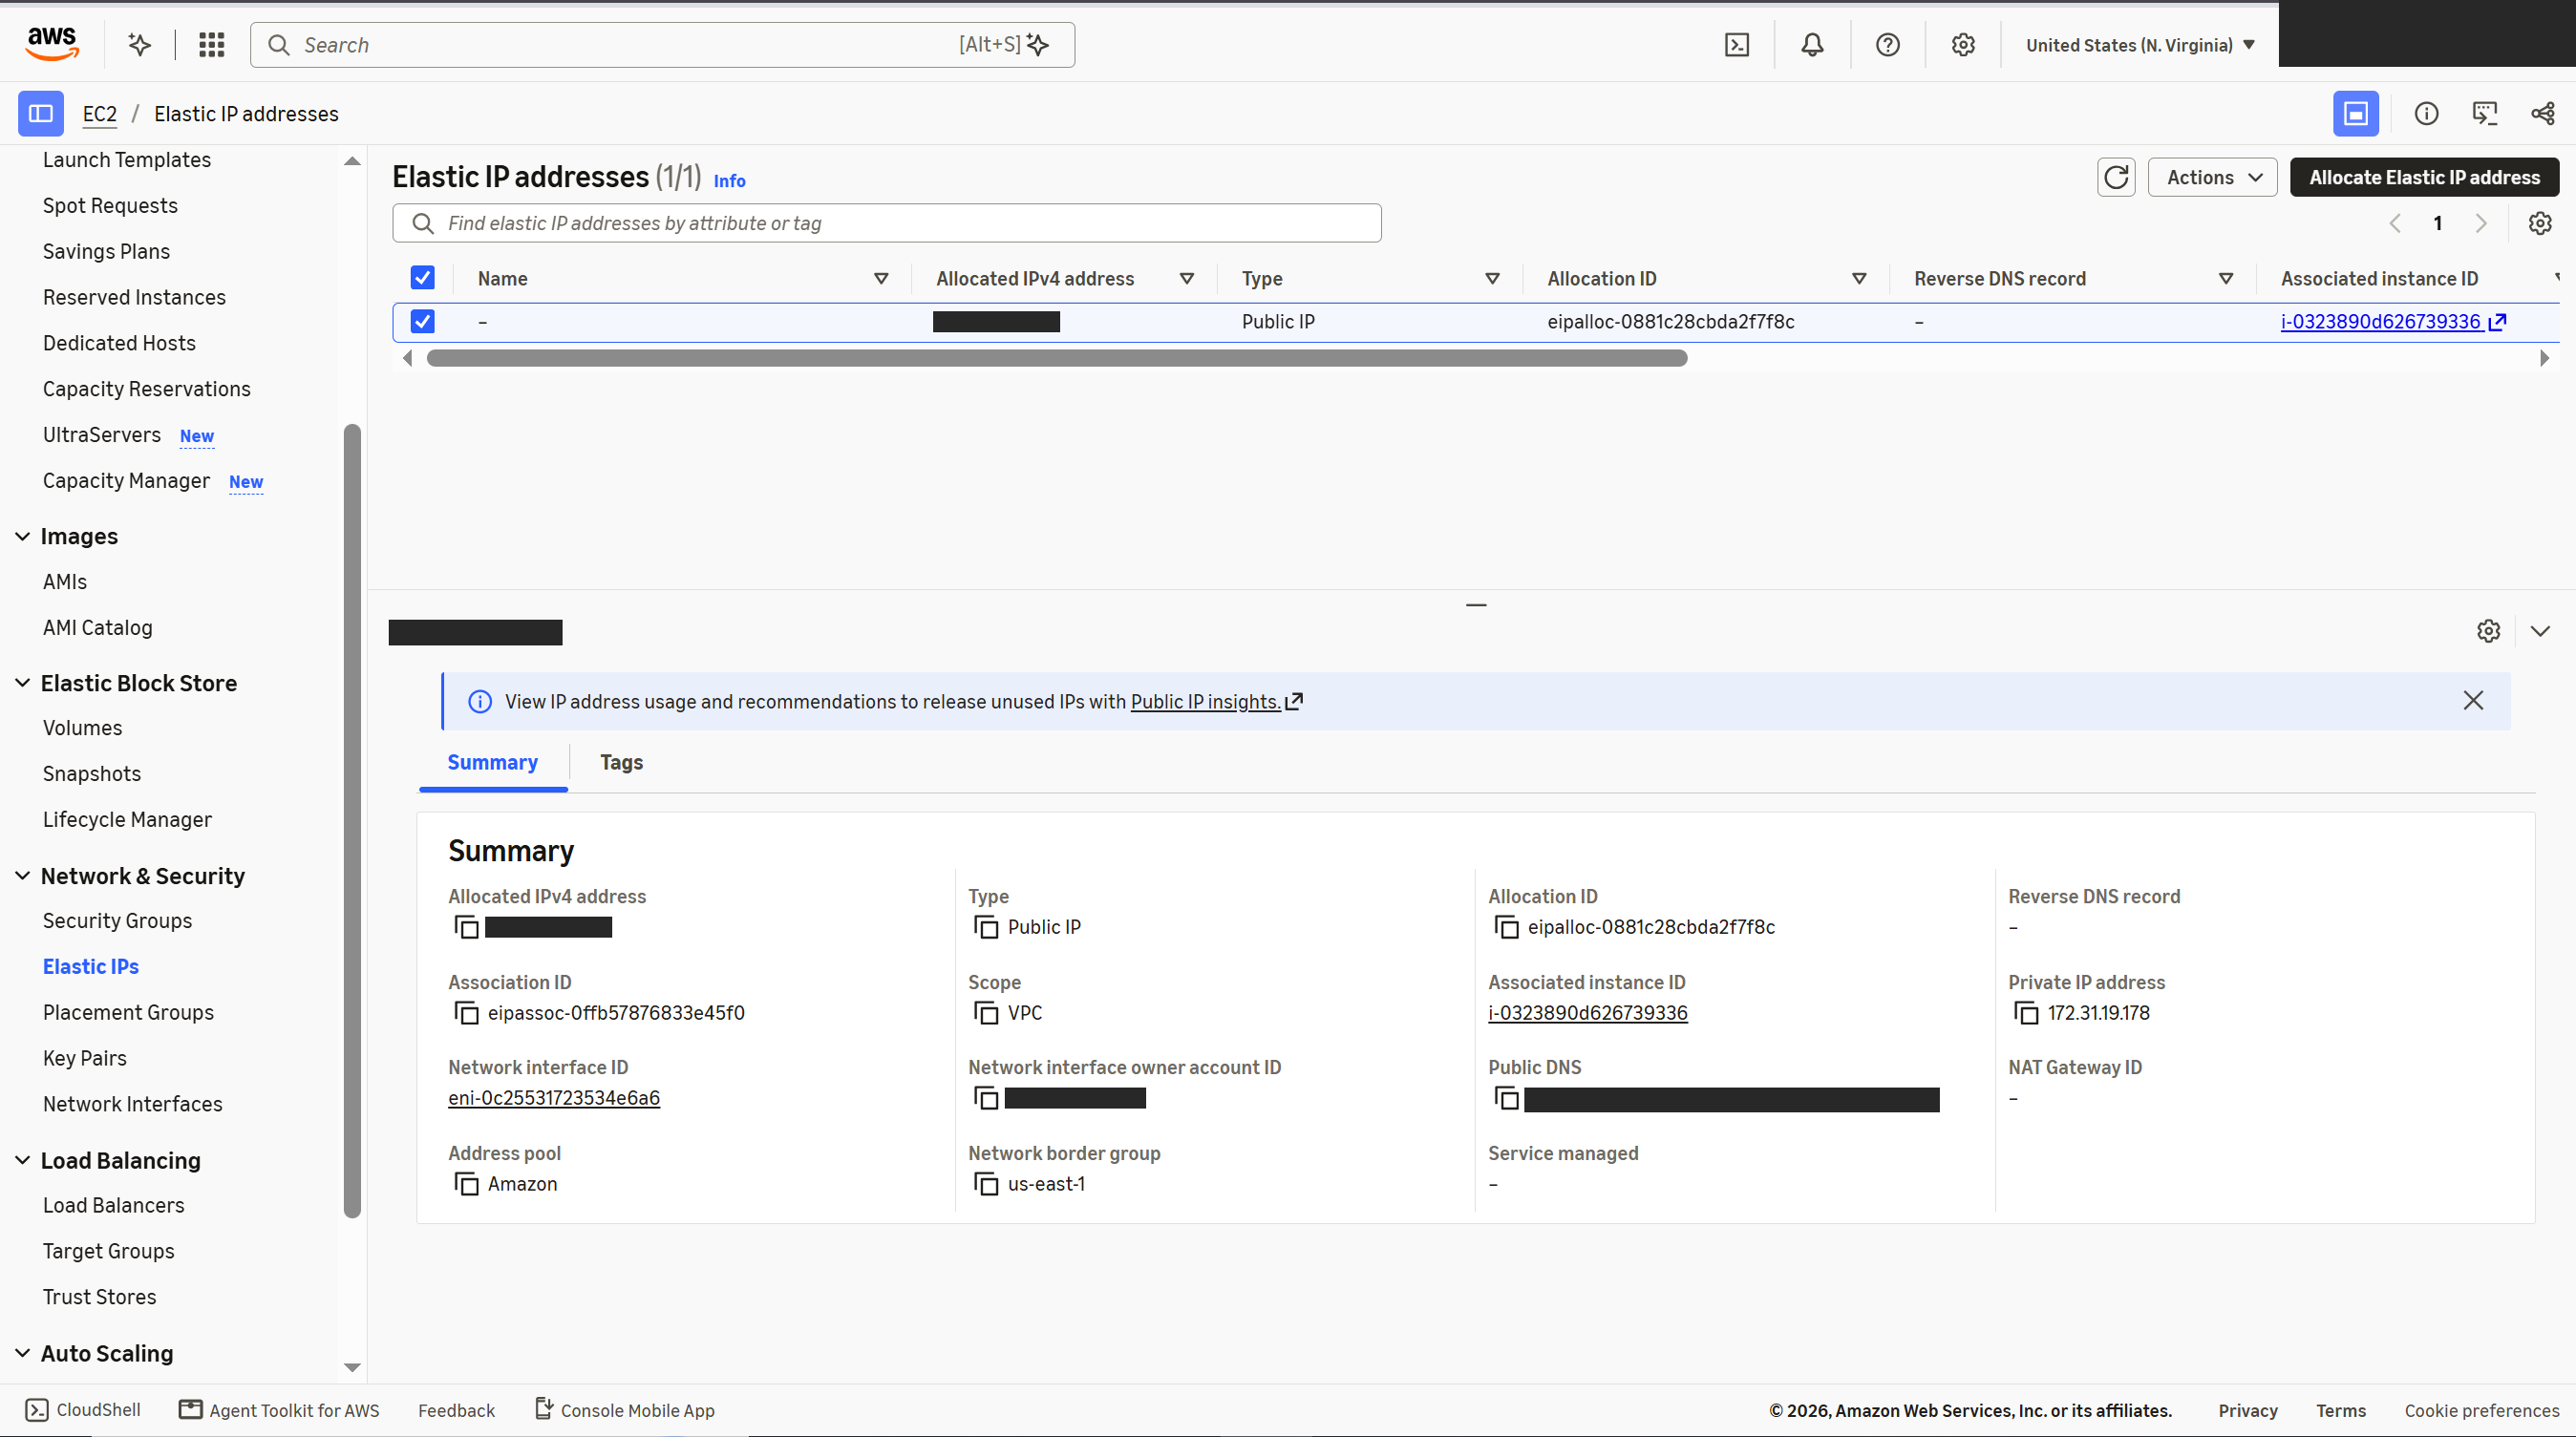 aws
Search [Alt+S]
United States (N. Virginia)
EC2 / Elastic IP addresses
Launch Templates
Spot Requests
Savings Plans
Reserved Instances
Dedicated Hosts
Capacity Reservations
UltraServers New
Capacity Manager New
Images
AMIs
AMI Catalog
Elastic Block Store
Volumes
Snapshots
Lifecycle Manager
Network & Security
Security Groups
Elastic IPs
Placement Groups
Key Pairs
Network Interfaces
Load Balancing
Load Balancers
Target Groups
Trust Stores
Auto Scaling
Elastic IP addresses (1/1) Info
Actions
Allocate Elastic IP address
Find elastic IP addresses by attribute or tag
1
Name Allocated IPv4 address Type Allocation ID Reverse DNS record Associated instance ID
– Public IP eipalloc-0881c28cbda2f7f8c – i-0323890d626739336
View IP address usage and recommendations to release unused IPs with Public IP insights.
Summary Tags
Summary
Allocated IPv4 address
Type
Public IP
Allocation ID
eipalloc-0881c28cbda2f7f8c
Reverse DNS record
–
Association ID
eipassoc-0ffb57876833e45f0
Scope
VPC
Associated instance ID
i-0323890d626739336
Private IP address
172.31.19.178
Network interface ID
eni-0c25531723534e6a6
Network interface owner account ID
Public DNS
NAT Gateway ID
–
Address pool
Amazon
Network border group
us-east-1
Service managed
–
CloudShell Agent Toolkit for AWS Feedback Console Mobile App
© 2026, Amazon Web Services, Inc. or its affiliates. Privacy Terms Cookie preferences